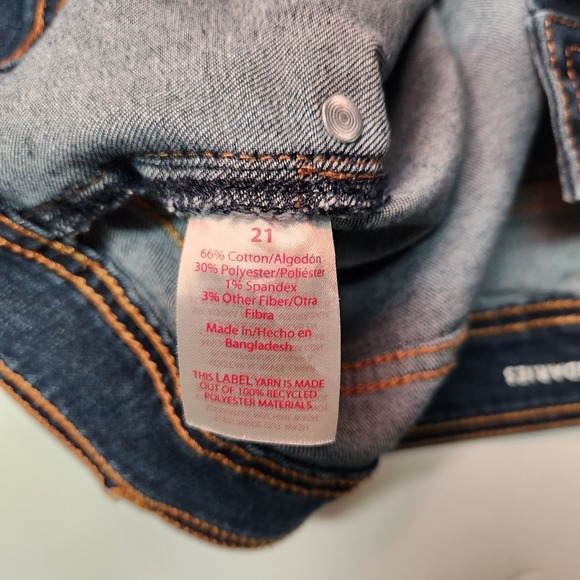 21
66% Cotton/Algodón
30% Polyester/Poliéster
1% Spandex
3% Other Fiber/Otra
Fibra
Made in/Hecho en
Bangladesh
THIS LABEL YARN IS MADE
OUT OF 100% RECYCLED
POLYESTER MATERIALS.
NDARIES